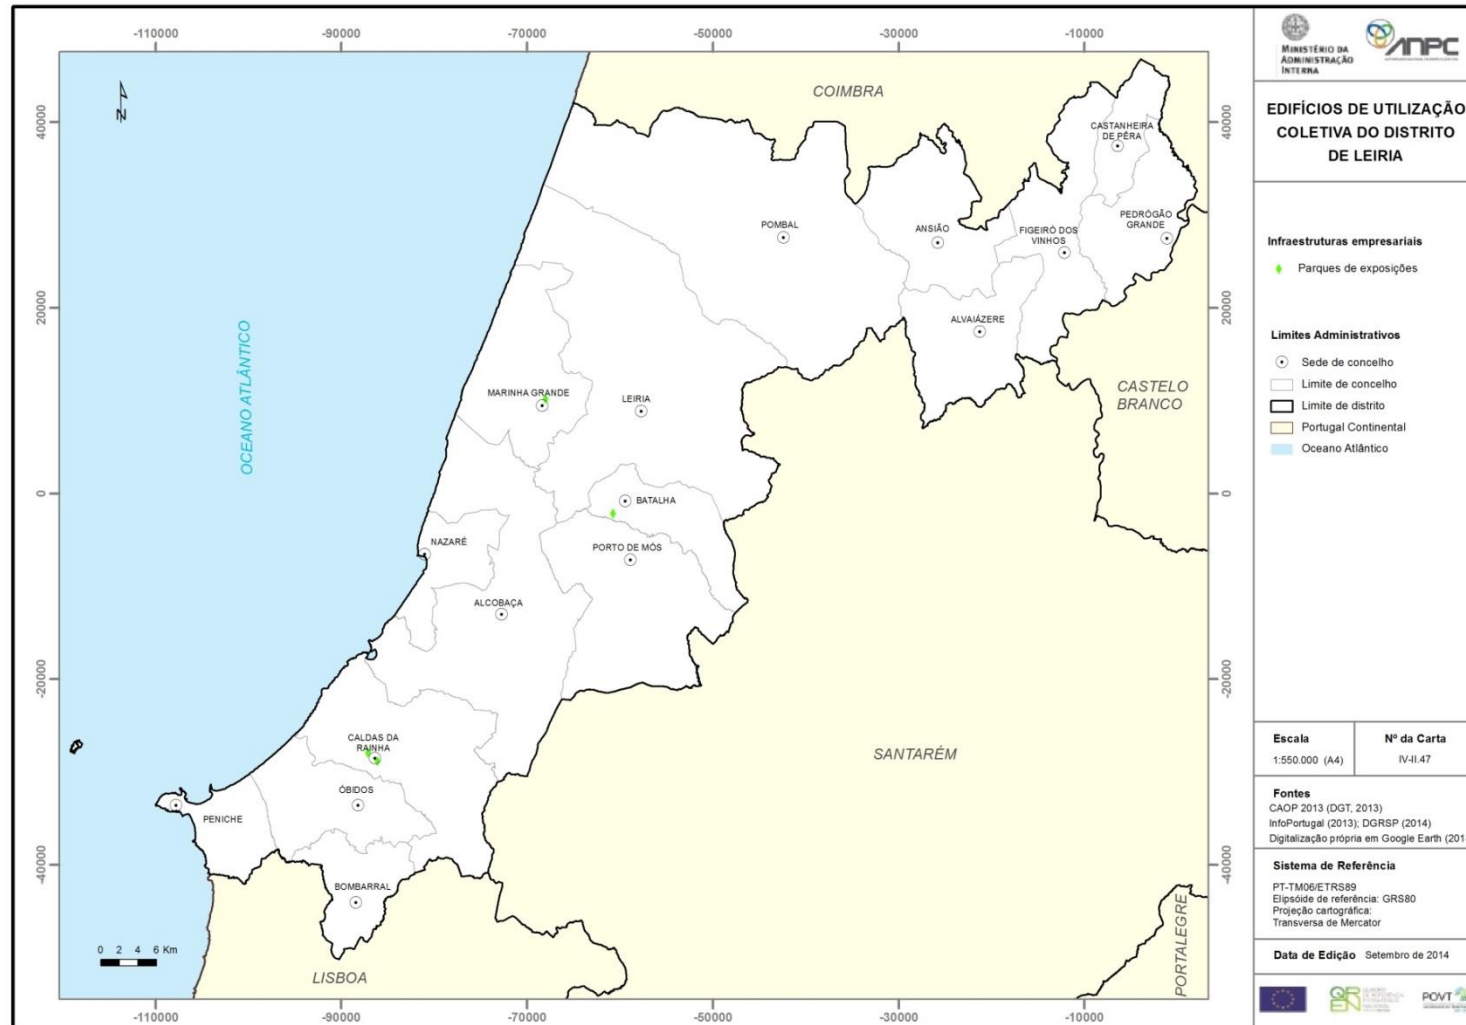 -110000
-90000
-70000
-50000
-30000
-10000
40000
20000
0
-20000
-40000
40000
20000
0
-20000
-40000
N
COIMBRA
CASTANHEIRA
DE PÊRA
PEDRÓGÃO
GRANDE
POMBAL
ANSIÃO
FIGEIRÓ DOS
VINHOS
ALVAIÁZERE
OCEANO ATLÂNTICO
MARINHA GRANDE
LEIRIA
CASTELO
BRANCO
BATALHA
NAZARÉ
PORTO DE MÓS
ALCOBAÇA
CALDAS DA
RAINHA
SANTARÉM
ÓBIDOS
PENICHE
BOMBARRAL
PORTALEGRE
0 2 4 6 Km
LISBOA
-110000
-90000
-70000
-50000
-30000
-10000
MINISTÉRIO DA
ADMINISTRAÇÃO
INTERNA
ANPC
EDIFÍCIOS DE UTILIZAÇÃO
COLETIVA DO DISTRITO
DE LEIRIA
Infraestruturas empresariais
Parques de exposições
Limites Administrativos
Sede de concelho
Limite de concelho
Limite de distrito
Portugal Continental
Oceano Atlântico
Escala
1:550.000 (A4)
Nº da Carta
IV-II.47
Fontes
CAOP 2013 (DGT, 2013)
InfoPortugal (2013); DGRSP (2014)
Digitalização própria em Google Earth (201
Sistema de Referência
PT-TM06/ETRS89
Elipsóide de referência: GRS80
Projeção cartográfica:
Transversa de Mercator
Data de Edição Setembro de 2014
QREN
POVT